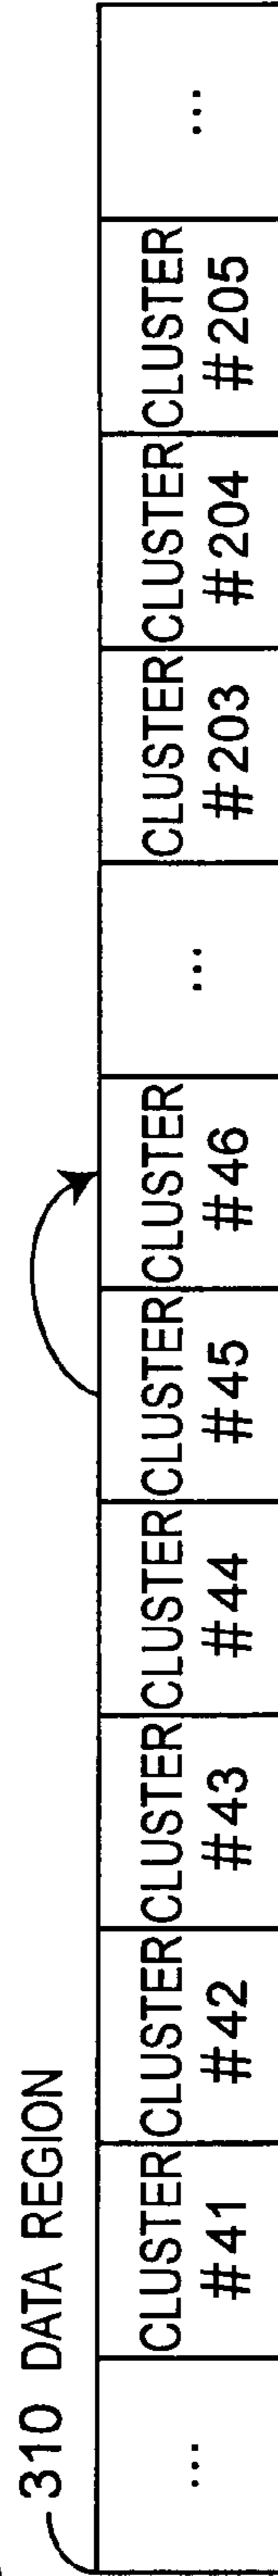 310 DATA REGION
...
CLUSTER
#41
CLUSTER
#42
CLUSTER
#43
CLUSTER
#44
CLUSTER
#45
CLUSTER
#46
...
CLUSTER
#203
CLUSTER
#204
CLUSTER
#205
...